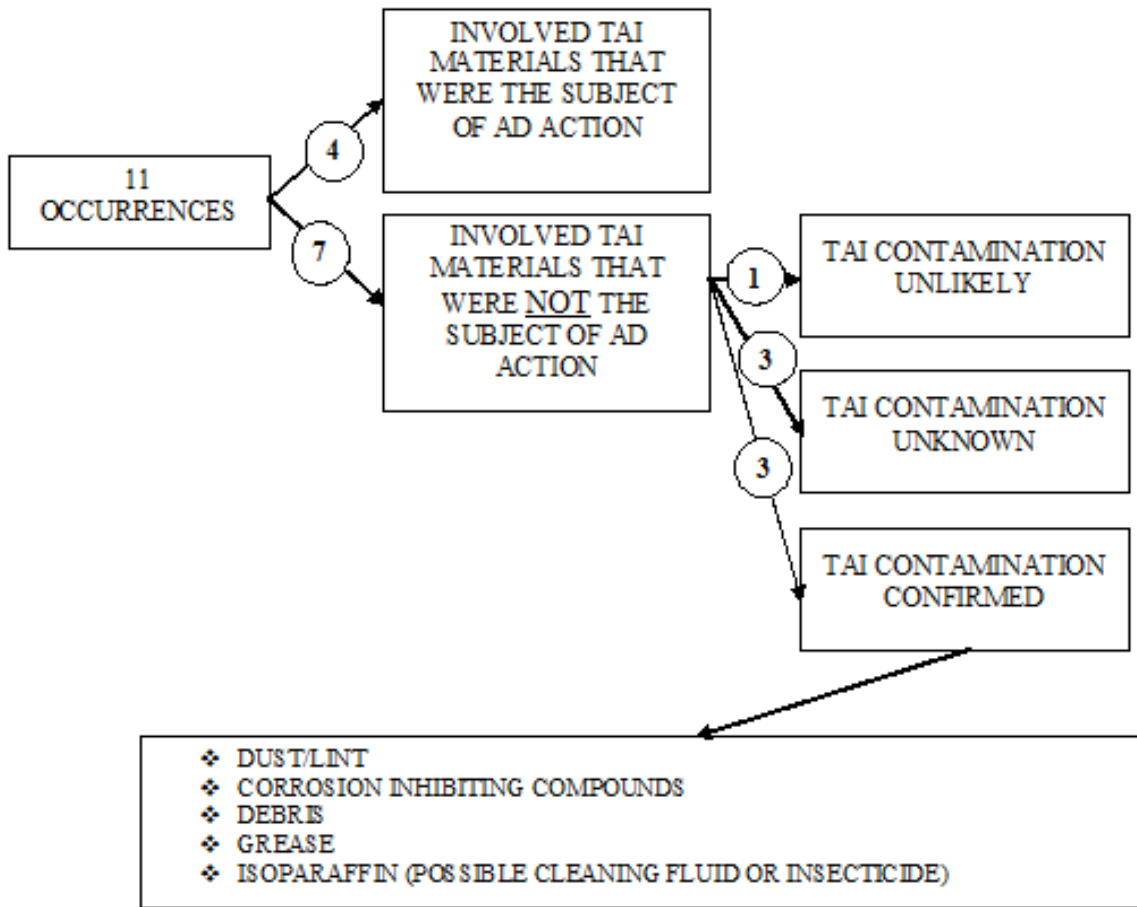 INVOLVED TAI
MATERIALS THAT
WERE THE SUBJECT
OF AD ACTION
4
11
OCCURRENCES
7
INVOLVED TAI
MATERIALS THAT
WERE NOT THE
SUBJECT OF AD
ACTION
1
TAI CONTAMINATION
UNLIKELY
3
TAI CONTAMINATION
UNKNOWN
3
TAI CONTAMINATION
CONFIRMED
❖ DUST/LINT
❖ CORROSION INHIBITING COMPOUNDS
❖ DEBRIS
❖ GREASE
❖ ISOPARAFFIN (POSSIBLE CLEANING FLUID OR INSECTICIDE)